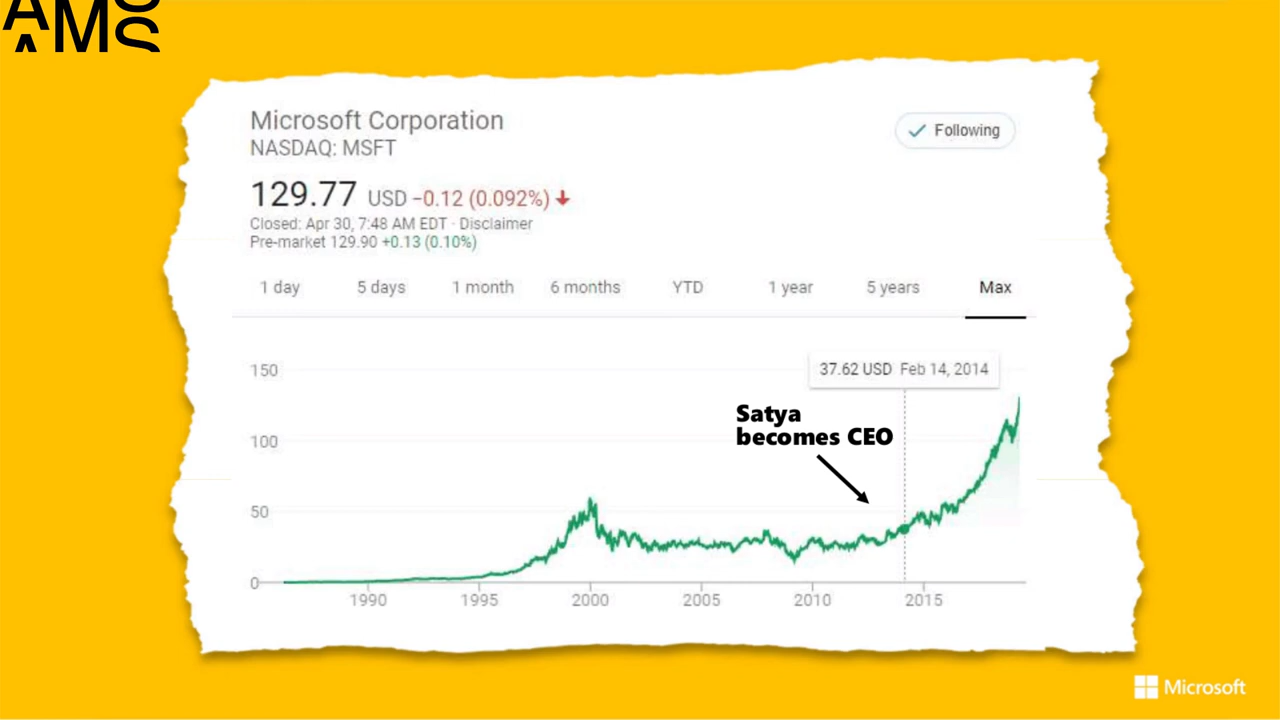 AMS
Microsoft Corporation
Following
NASDAQ: MSFT
129.77 USD −0.12 (0.092%)
Closed: Apr 30, 7:48 AM EDT · Disclaimer
Pre-market 129.90 +0.13 (0.10%)
1 day 5 days 1 month 6 months YTD 1 year 5 years Max
150
37.62 USD Feb 14, 2014
Satya
becomes CEO
100
50
0
1990 1995 2000 2005 2010 2015
Microsoft